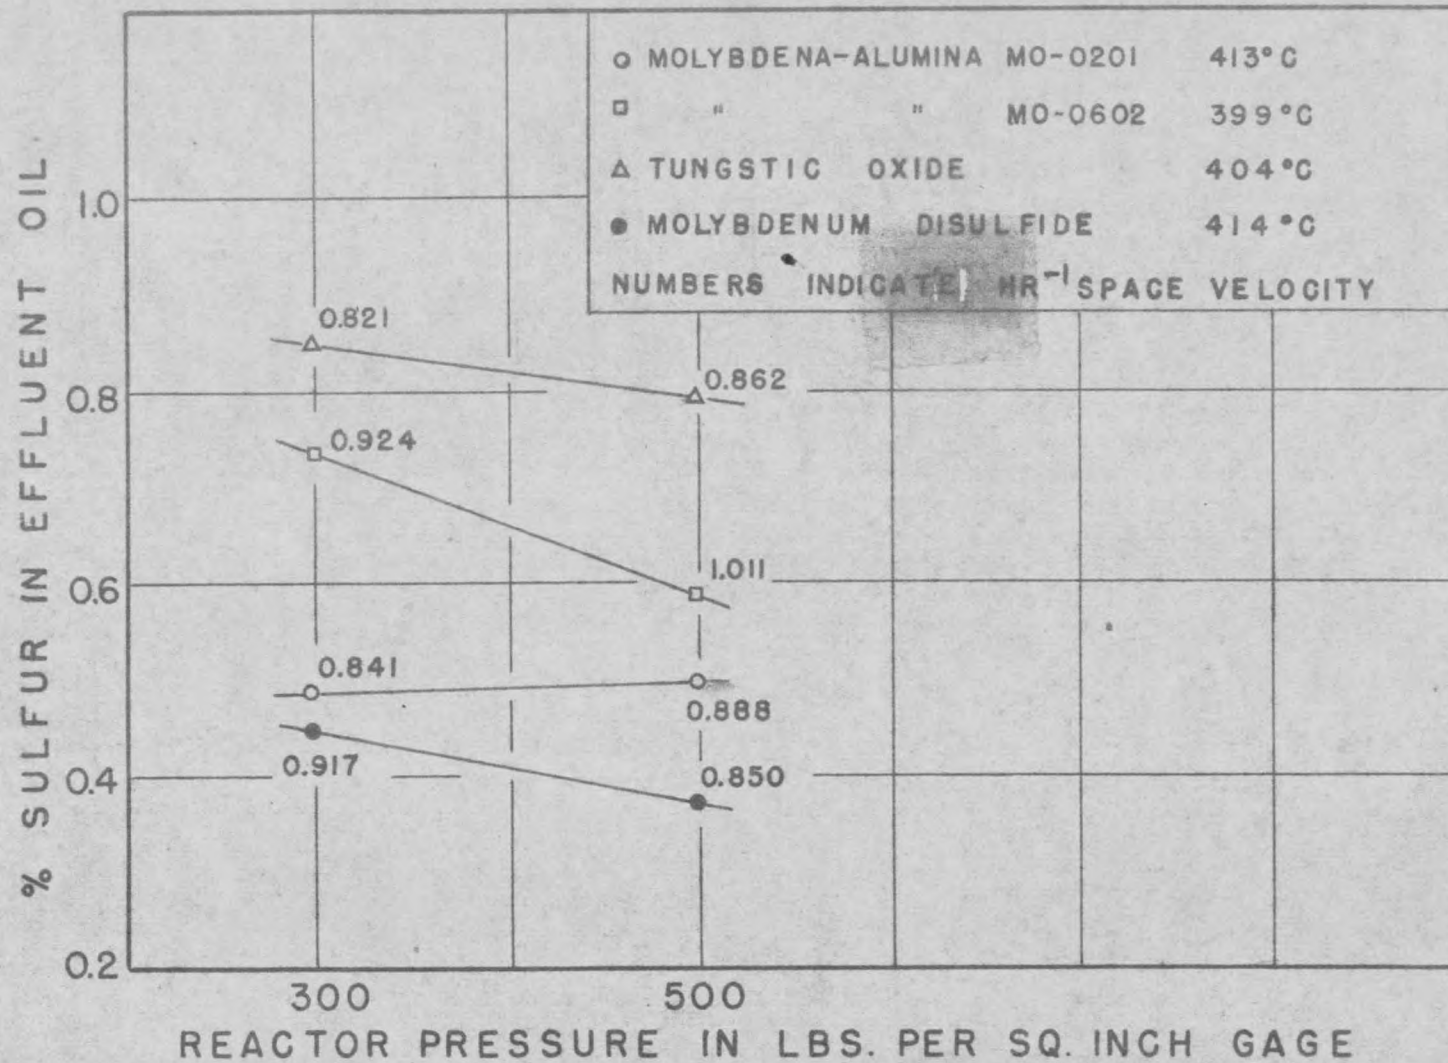 ○ MOLYBDENA-ALUMINA MO-0201 413°C
□ " " MO-0602 399°C
△ TUNGSTIC OXIDE 404°C
● MOLYBDENUM DISULFIDE 414°C
NUMBERS INDICATE HR⁻¹ SPACE VELOCITY
% SULFUR IN EFFLUENT OIL
1.0
0.8
0.6
0.4
0.2
0.821
0.862
0.924
1.011
0.841
0.888
0.917
0.850
300 500
REACTOR PRESSURE IN LBS. PER SQ. INCH GAGE